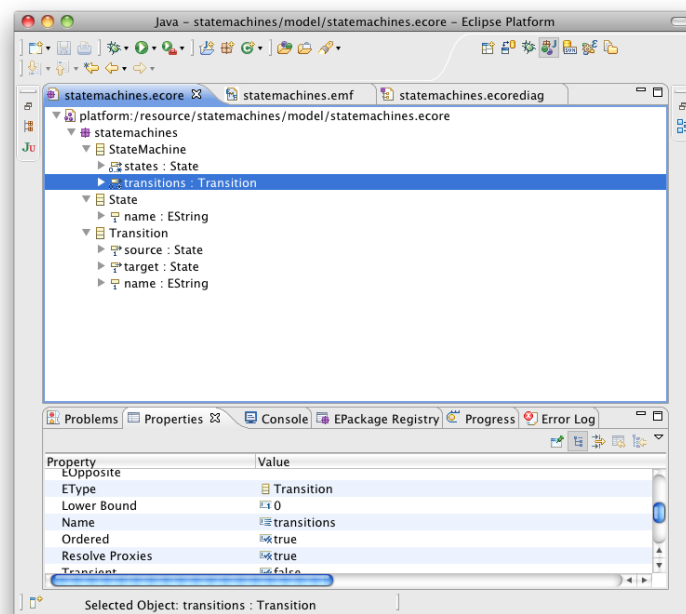 Java – statemachines/model/statemachines.ecore – Eclipse Platform
statemachines.ecore
statemachines.emf
statemachines.ecorediag
platform:/resource/statemachines/model/statemachines.ecore
statemachines
StateMachine
states : State
transitions : Transition
State
name : EString
Transition
source : State
target : State
name : EString
JU
Problems Properties Console EPackage Registry Progress Error Log
Property Value
EOpposite
EType Transition
Lower Bound 0
Name transitions
Ordered true
Resolve Proxies true
Transient false
Selected Object: transitions : Transition